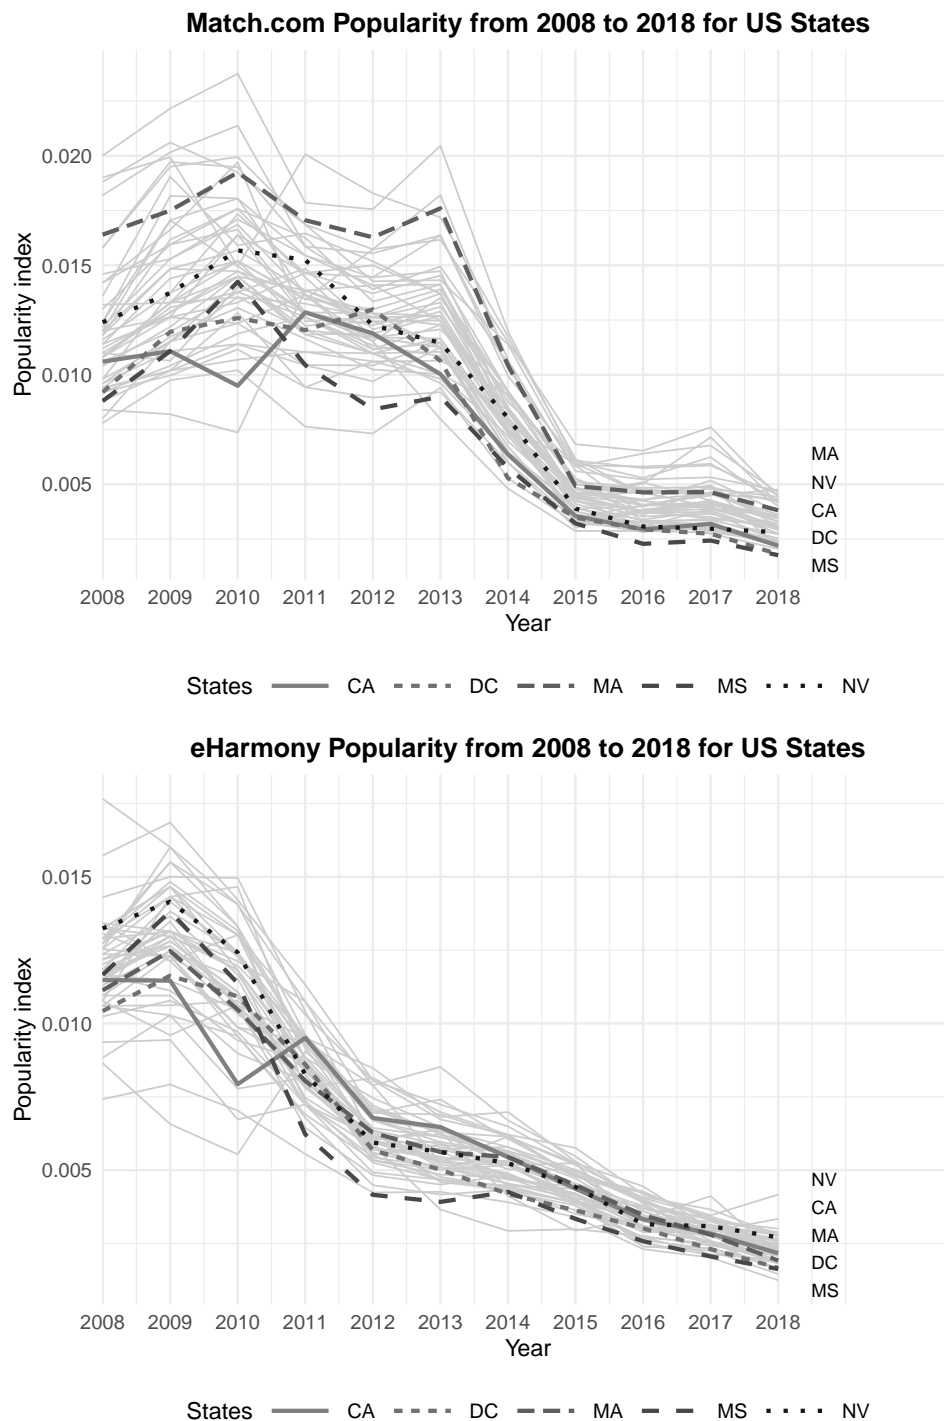 Match.com Popularity from 2008 to 2018 for US States
Popularity index
0.020
0.015
0.010
0.005
MA
NV
CA
DC
MS
2008 2009 2010 2011 2012 2013 2014 2015 2016 2017 2018
Year
States CA DC MA MS NV
eHarmony Popularity from 2008 to 2018 for US States
Popularity index
0.015
0.010
0.005
NV
CA
MA
DC
MS
2008 2009 2010 2011 2012 2013 2014 2015 2016 2017 2018
Year
States CA DC MA MS NV